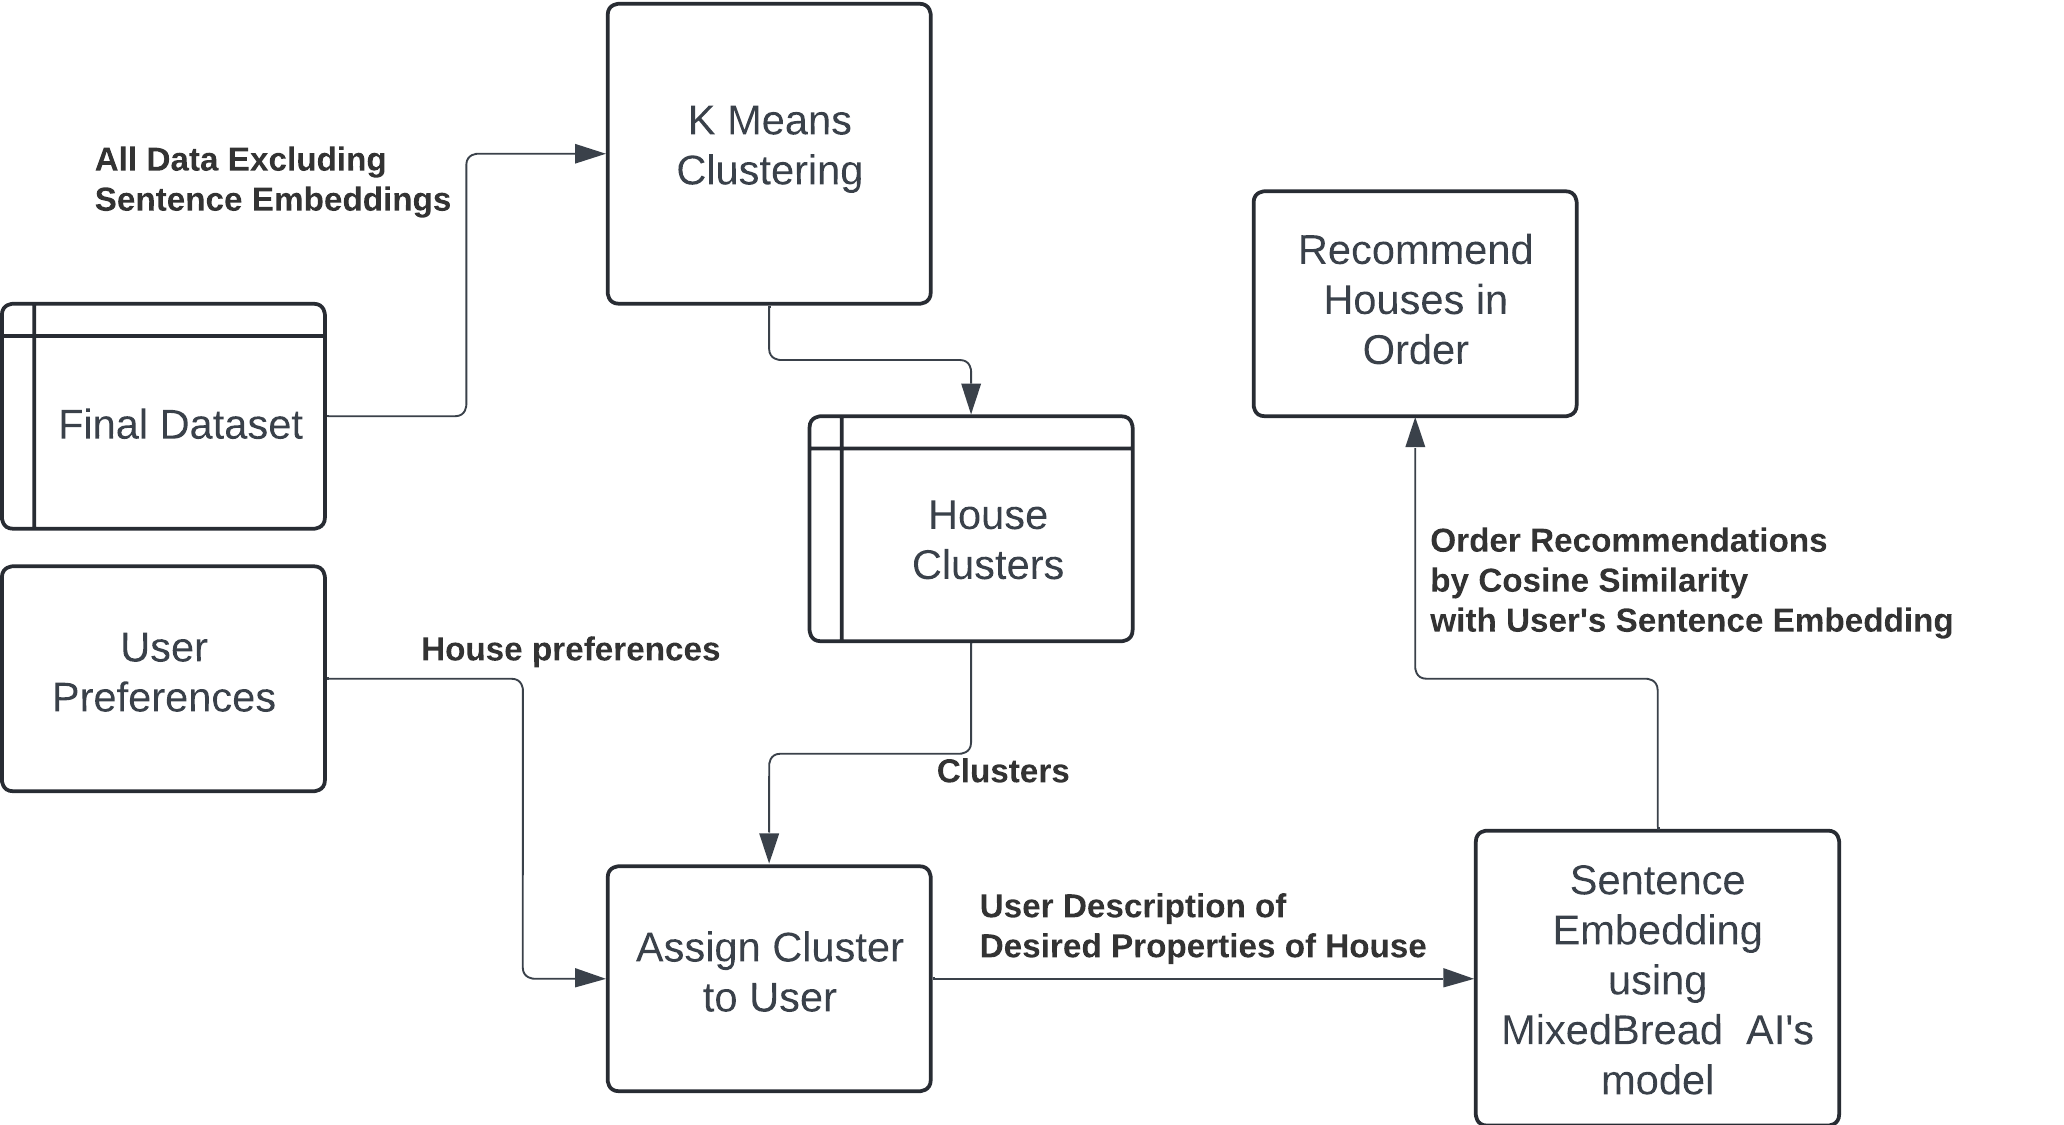 K Means
Clustering
All Data Excluding
Sentence Embeddings
Final Dataset
Recommend
Houses in
Order
House
Clusters
User
Preferences
House preferences
Order Recommendations
by Cosine Similarity
with User's Sentence Embedding
Clusters
Assign Cluster
to User
User Description of
Desired Properties of House
Sentence
Embedding
using
MixedBread  AI's
model